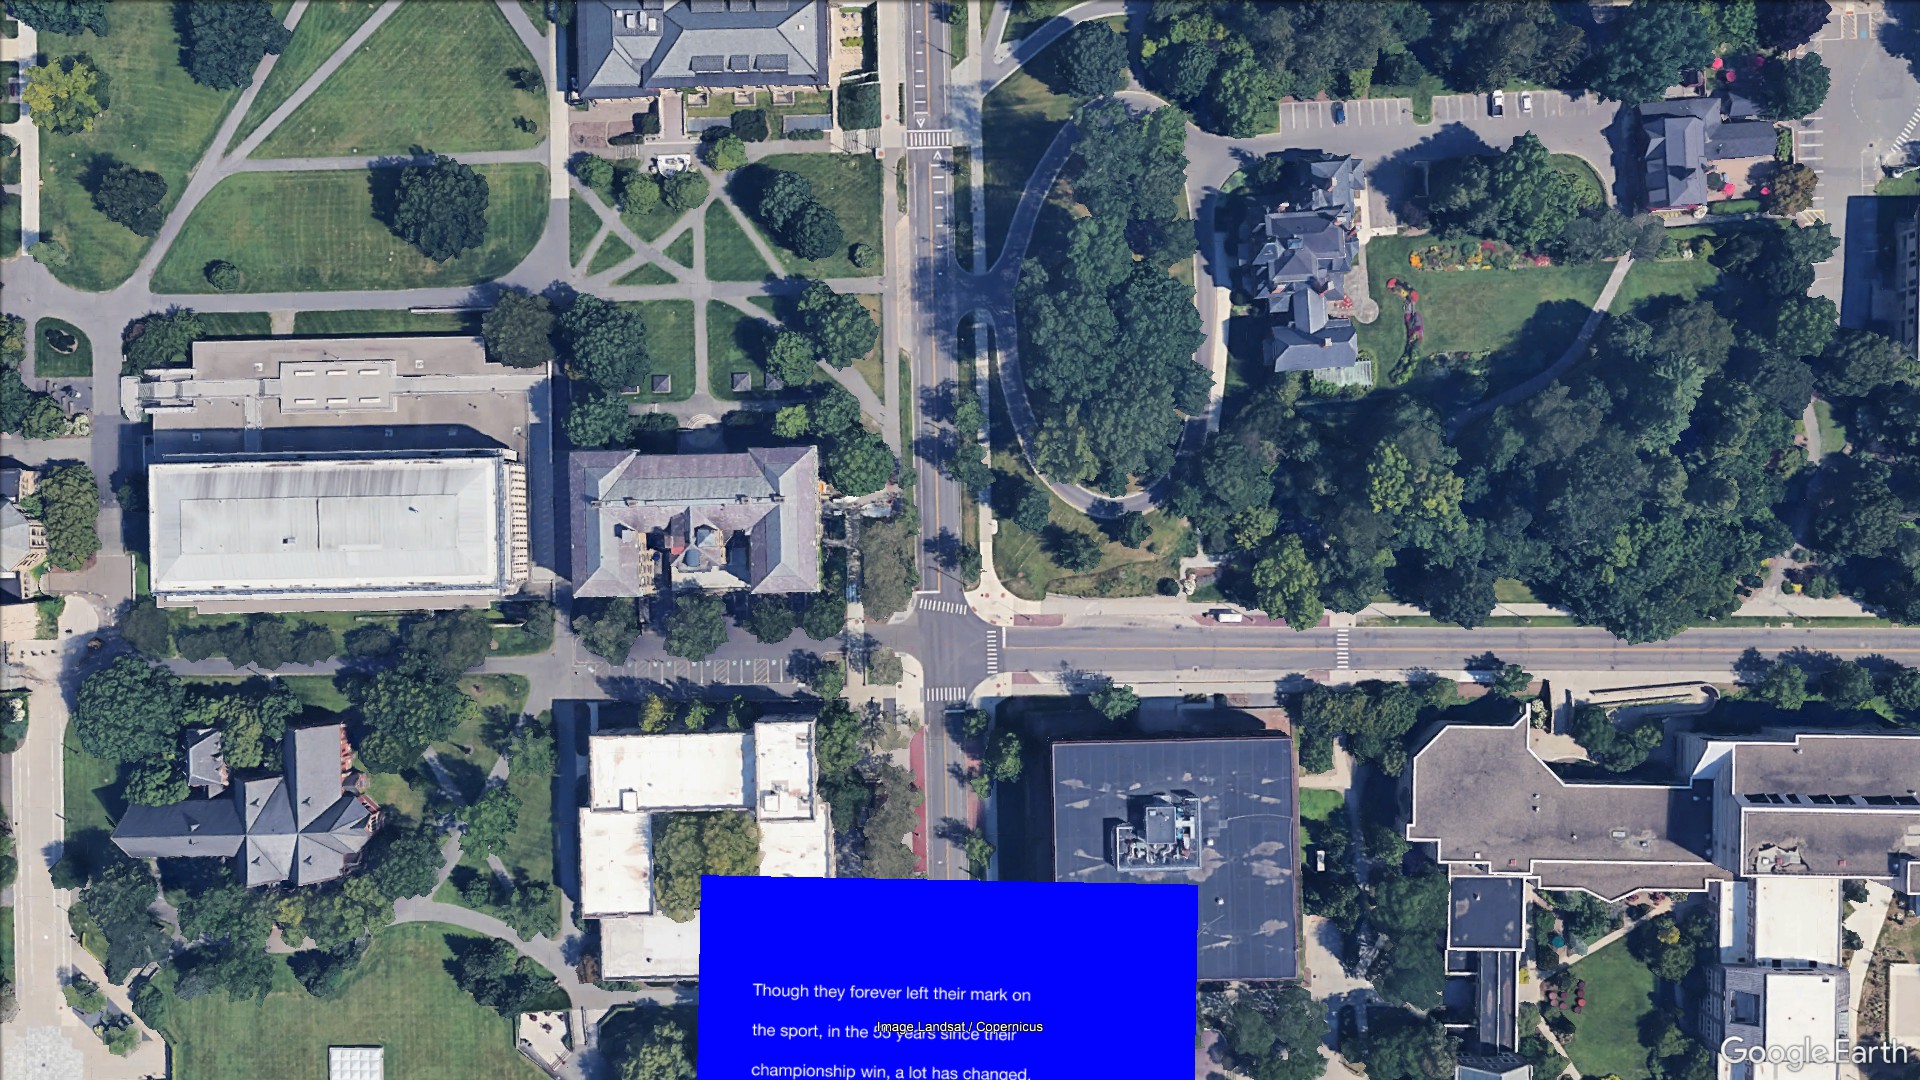 Though they forever left their mark on
the sport, in the 55 years since their
championship win, a lot has changed.
Image Landsat / Copernicus
Google Earth